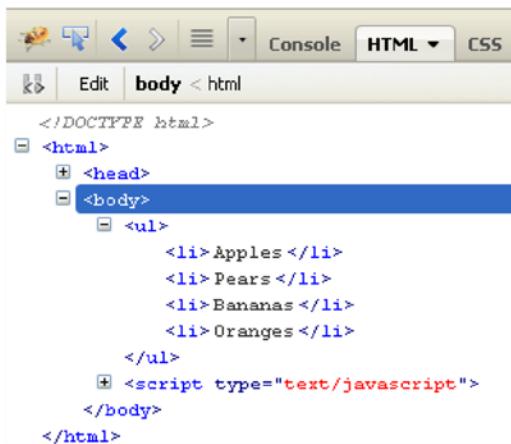 Console HTML CSS
Edit body < html
<!DOCTYPE html>
<html>
<head>
<body>
<ul>
<li>Apples</li>
<li>Pears</li>
<li>Bananas</li>
<li>Oranges</li>
</ul>
<script type="text/javascript">
</body>
</html>